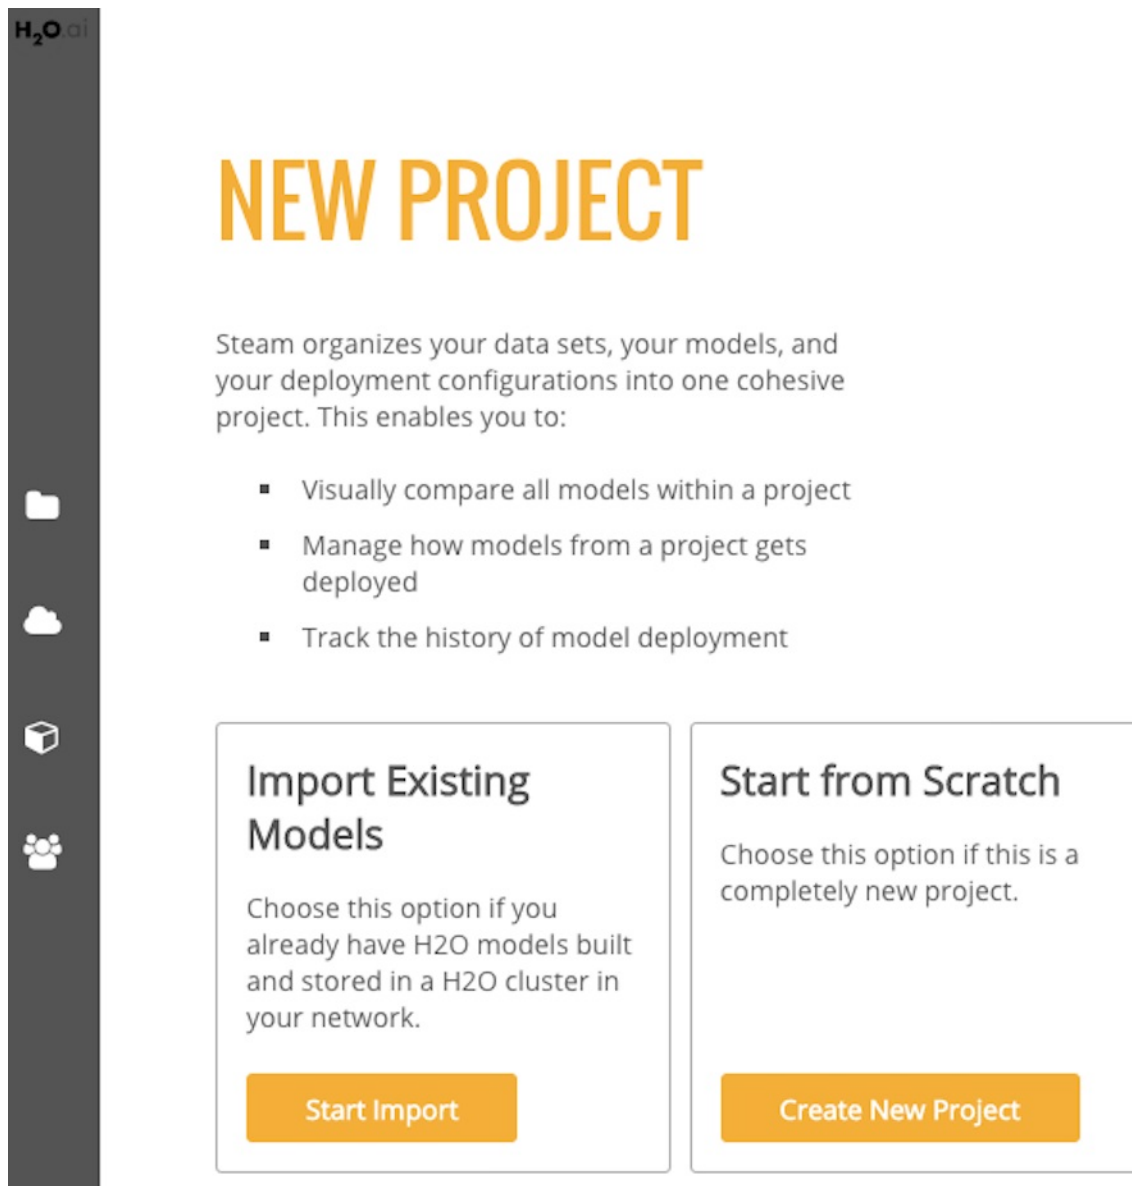 H2O.ai
NEW PROJECT
Steam organizes your data sets, your models, and
your deployment configurations into one cohesive
project. This enables you to:
Visually compare all models within a project
Manage how models from a project gets
deployed
Track the history of model deployment
Import Existing
Models
Choose this option if you
already have H2O models built
and stored in a H2O cluster in
your network.
Start Import
Start from Scratch
Choose this option if this is a
completely new project.
Create New Project